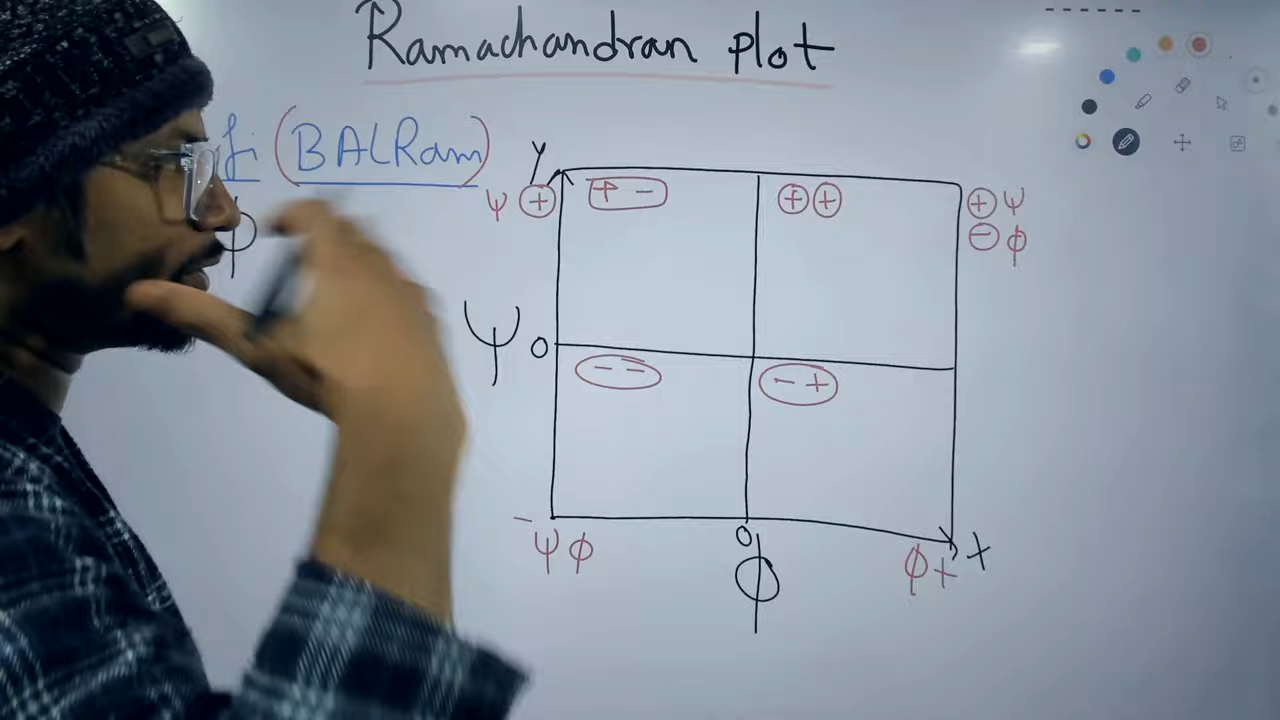 Ramachandran plot
(BALRam)
y
ψ + + - + + + ψ
- ϕ
ϕ
ψ 0
- - - +
- 0 x
ψ ϕ ϕ +
ϕ